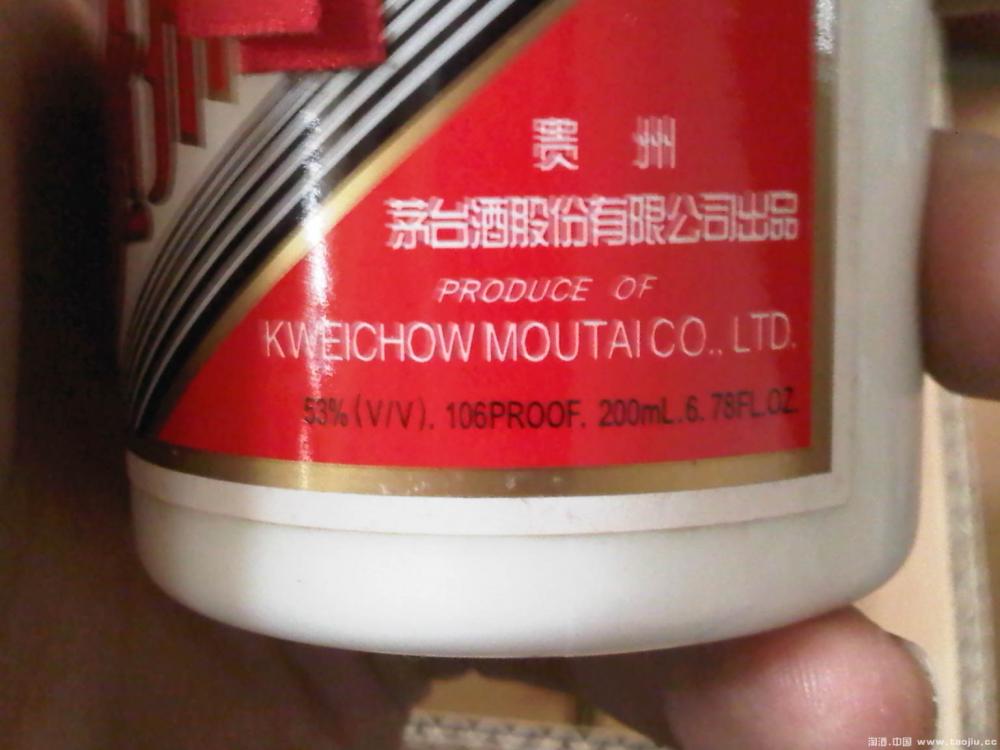 贵州
茅台酒股份有限公司出品
PRODUCE OF
KWEICHOW MOUTAI CO., LTD.
53% (V/V). 106PROOF. 200mL.6.78FL.OZ.
淘酒.中国 www.taojiu.cc